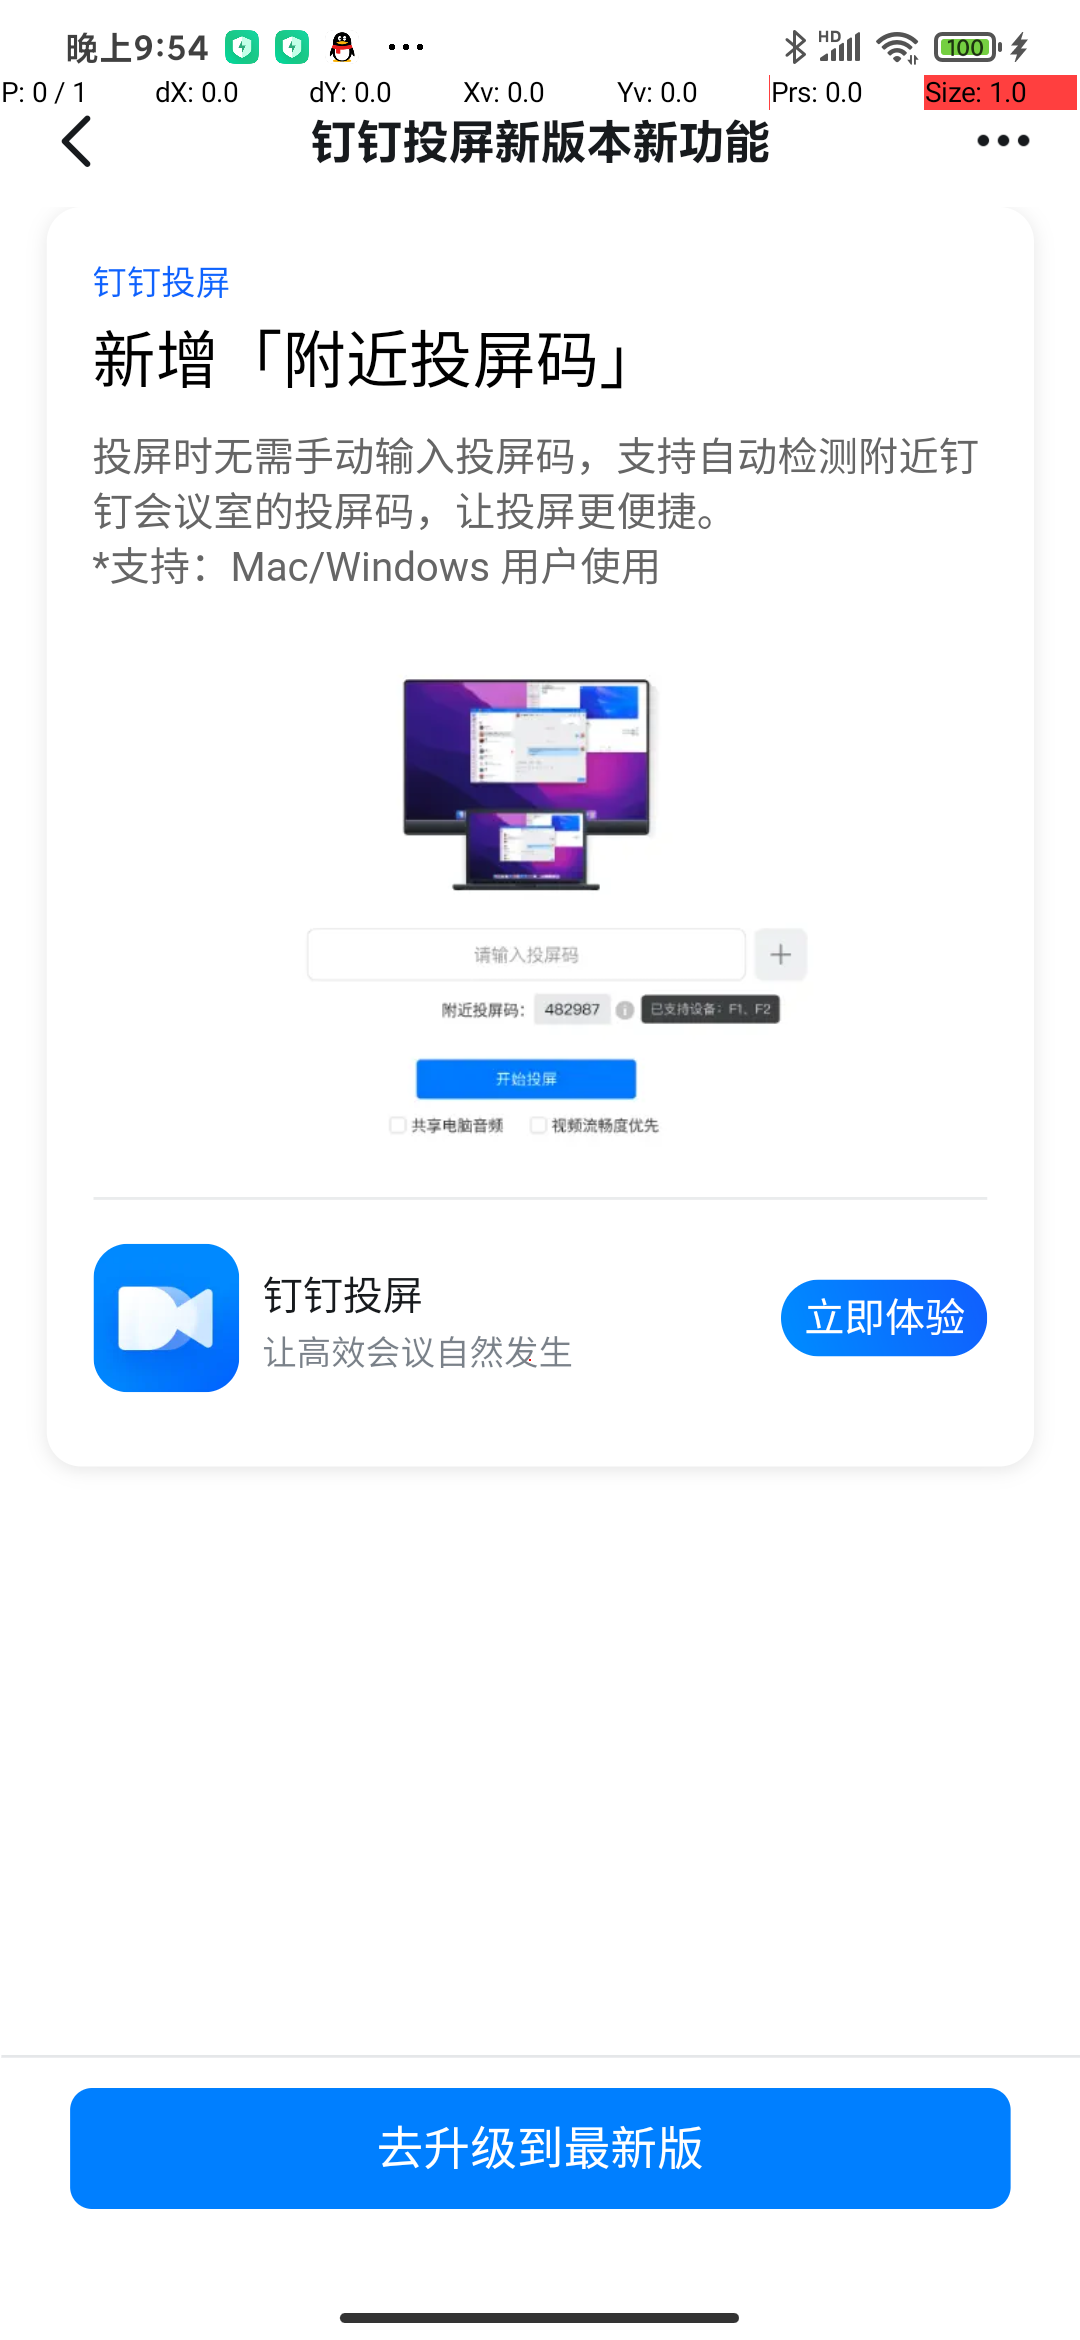 晚上9:54
HD
100
P: 0 / 1
dX: 0.0
dY: 0.0
Xv: 0.0
Yv: 0.0
Prs: 0.0
Size: 1.0
钉钉投屏新版本新功能
钉钉投屏
新增「附近投屏码」
投屏时无需手动输入投屏码，支持自动检测附近钉
钉会议室的投屏码，让投屏更便捷。
*支持：Mac/Windows 用户使用
请输入投屏码
附近投屏码： 482987 已支持设备：F1、F2
开始投屏
共享电脑音频 视频流畅度优先
钉钉投屏
让高效会议自然发生
立即体验
去升级到最新版